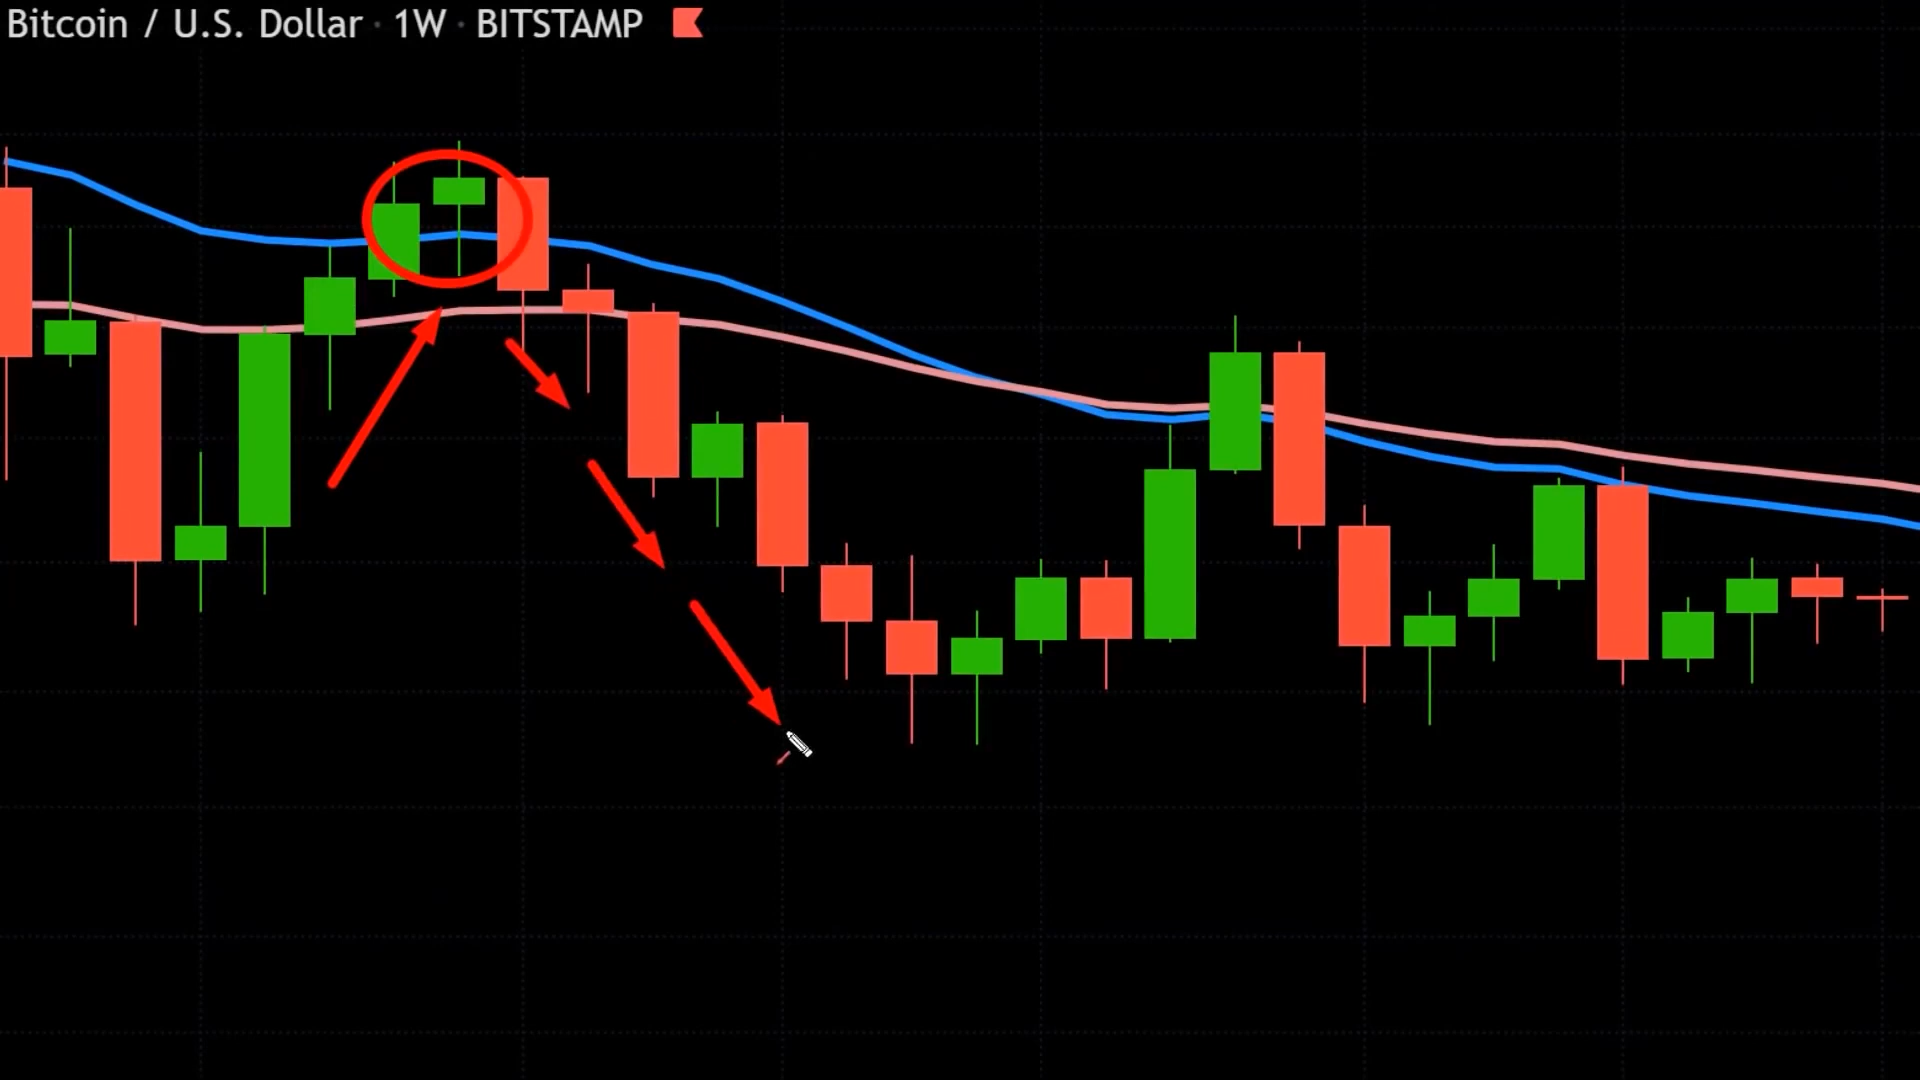 Bitcoin / U.S. Dollar · 1W · BITSTAMP